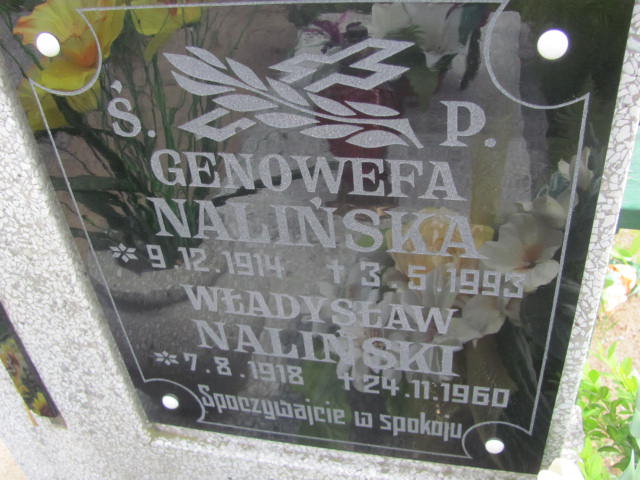 Ś. P.
GENOWEFA
NALIŃSKA
* 9.12.1914 † 3.5.1993
WŁADYSŁAW
NALIŃSKI
* 7.8.1918 † 24.11.1960
Spoczywajcie w spokoju